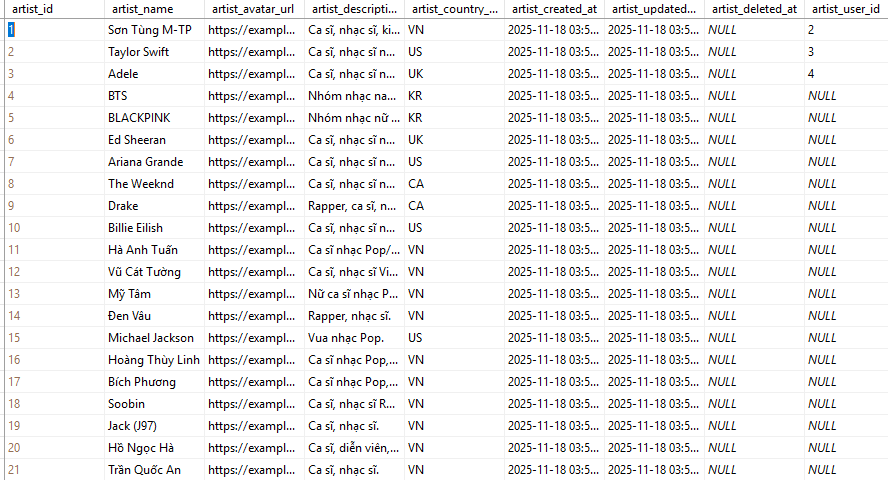 artist_id artist_name artist_avatar_url artist_descripti... artist_country_... artist_created_at artist_updated... artist_deleted_at artist_user_id
1 Sơn Tùng M-TP https://exampl... Ca sĩ, nhạc sĩ, ki... VN 2025-11-18 03:5... 2025-11-18 03:5... NULL 2
2 Taylor Swift https://exampl... Ca sĩ, nhạc sĩ n... US 2025-11-18 03:5... 2025-11-18 03:5... NULL 3
3 Adele https://exampl... Ca sĩ, nhạc sĩ n... UK 2025-11-18 03:5... 2025-11-18 03:5... NULL 4
4 BTS https://exampl... Nhóm nhạc na... KR 2025-11-18 03:5... 2025-11-18 03:5... NULL NULL
5 BLACKPINK https://exampl... Nhóm nhạc nữ ... KR 2025-11-18 03:5... 2025-11-18 03:5... NULL NULL
6 Ed Sheeran https://exampl... Ca sĩ, nhạc sĩ n... UK 2025-11-18 03:5... 2025-11-18 03:5... NULL NULL
7 Ariana Grande https://exampl... Ca sĩ, nhạc sĩ n... US 2025-11-18 03:5... 2025-11-18 03:5... NULL NULL
8 The Weeknd https://exampl... Ca sĩ, nhạc sĩ n... CA 2025-11-18 03:5... 2025-11-18 03:5... NULL NULL
9 Drake https://exampl... Rapper, ca sĩ, n... CA 2025-11-18 03:5... 2025-11-18 03:5... NULL NULL
10 Billie Eilish https://exampl... Ca sĩ, nhạc sĩ n... US 2025-11-18 03:5... 2025-11-18 03:5... NULL NULL
11 Hà Anh Tuấn https://exampl... Ca sĩ nhạc Pop/... VN 2025-11-18 03:5... 2025-11-18 03:5... NULL NULL
12 Vũ Cát Tường https://exampl... Ca sĩ, nhạc sĩ Vi... VN 2025-11-18 03:5... 2025-11-18 03:5... NULL NULL
13 Mỹ Tâm https://exampl... Nữ ca sĩ nhạc P... VN 2025-11-18 03:5... 2025-11-18 03:5... NULL NULL
14 Đen Vâu https://exampl... Rapper, nhạc sĩ. VN 2025-11-18 03:5... 2025-11-18 03:5... NULL NULL
15 Michael Jackson https://exampl... Vua nhạc Pop. US 2025-11-18 03:5... 2025-11-18 03:5... NULL NULL
16 Hoàng Thùy Linh https://exampl... Ca sĩ nhạc Pop,... VN 2025-11-18 03:5... 2025-11-18 03:5... NULL NULL
17 Bích Phương https://exampl... Ca sĩ nhạc Pop,... VN 2025-11-18 03:5... 2025-11-18 03:5... NULL NULL
18 Soobin https://exampl... Ca sĩ, nhạc sĩ R... VN 2025-11-18 03:5... 2025-11-18 03:5... NULL NULL
19 Jack (J97) https://exampl... Ca sĩ, nhạc sĩ. VN 2025-11-18 03:5... 2025-11-18 03:5... NULL NULL
20 Hồ Ngọc Hà https://exampl... Ca sĩ, diễn viên,... VN 2025-11-18 03:5... 2025-11-18 03:5... NULL NULL
21 Trần Quốc An https://exampl... Ca sĩ, nhạc sĩ. VN 2025-11-18 03:5... 2025-11-18 03:5... NULL NULL